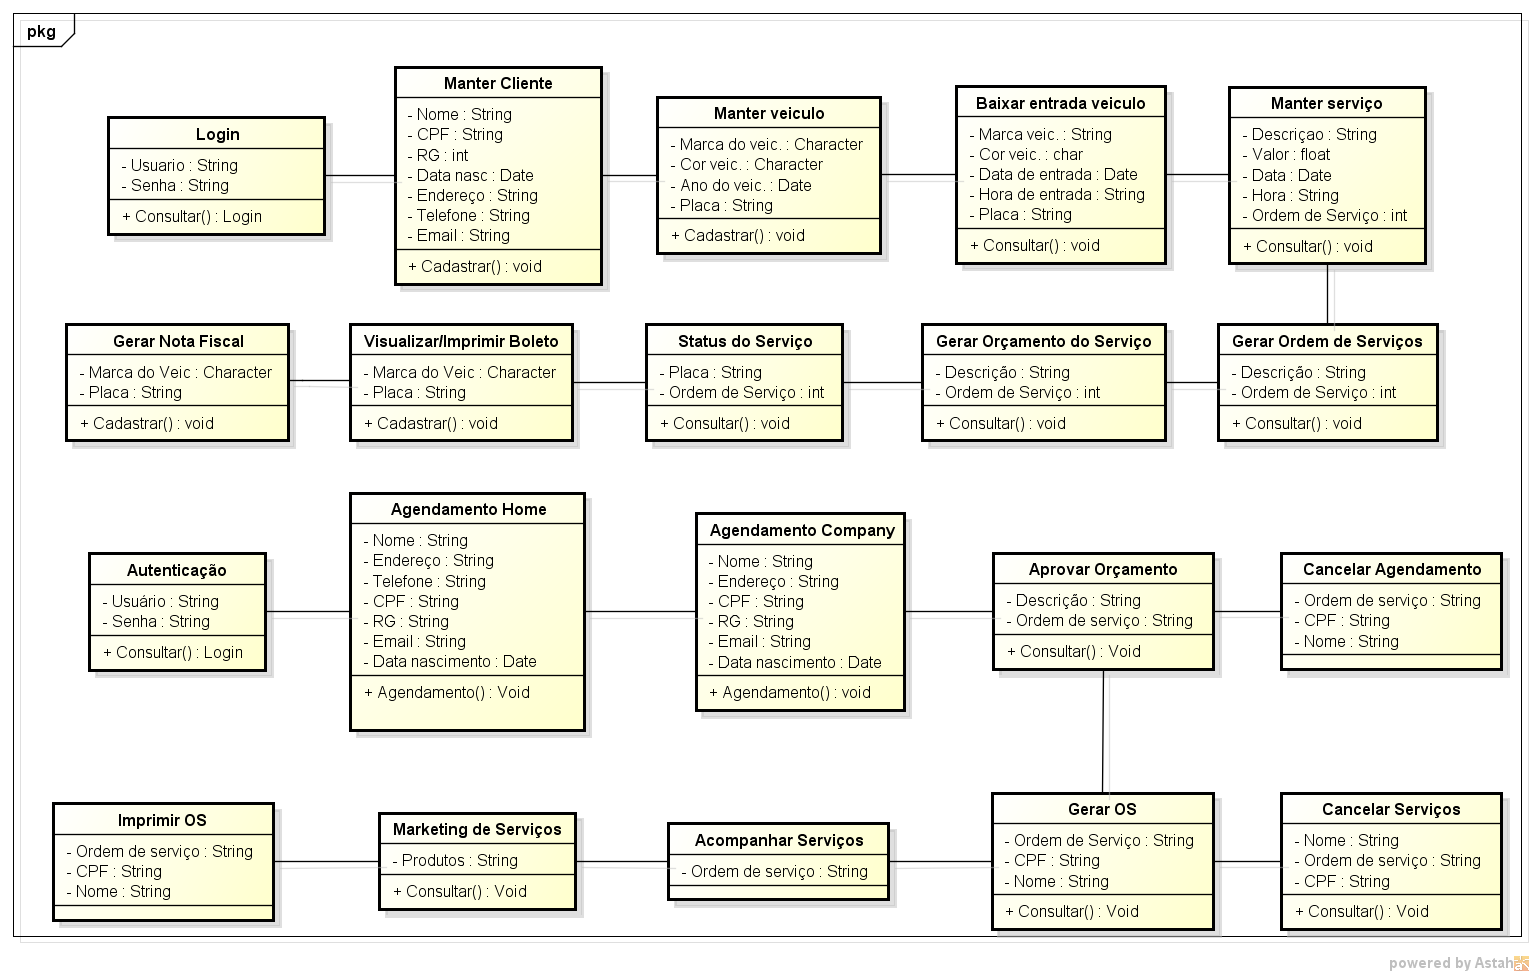 pkg
Login
- Usuario : String
- Senha : String
+ Consultar() : Login
Manter Cliente
- Nome : String
- CPF : String
- RG : int
- Data nasc : Date
- Endereço : String
- Telefone : String
- Email : String
+ Cadastrar() : void
Manter veiculo
- Marca do veic. : Character
- Cor veic. : Character
- Ano do veic. : Date
- Placa : String
+ Cadastrar() : void
Baixar entrada veiculo
- Marca veic. : String
- Cor veic. : char
- Data de entrada : Date
- Hora de entrada : String
- Placa : String
+ Consultar() : void
Manter serviço
- Descriçao : String
- Valor : float
- Data : Date
- Hora : String
- Ordem de Serviço : int
+ Consultar() : void
Gerar Nota Fiscal
- Marca do Veic : Character
- Placa : String
+ Cadastrar() : void
Visualizar/Imprimir Boleto
- Marca do Veic : Character
- Placa : String
+ Cadastrar() : void
Status do Serviço
- Placa : String
- Ordem de Serviço : int
+ Consultar() : void
Gerar Orçamento do Serviço
- Descrição : String
- Ordem de Serviço : int
+ Consultar() : void
Gerar Ordem de Serviços
- Descrição : String
- Ordem de Serviço : int
+ Consultar() : void
Autenticação
- Usuário : String
- Senha : String
+ Consultar() : Login
Agendamento Home
- Nome : String
- Endereço : String
- Telefone : String
- CPF : String
- RG : String
- Email : String
- Data nascimento : Date
+ Agendamento() : Void
Agendamento Company
- Nome : String
- Endereço : String
- CPF : String
- RG : String
- Email : String
- Data nascimento : Date
+ Agendamento() : void
Aprovar Orçamento
- Descrição : String
- Ordem de serviço : String
+ Consultar() : Void
Cancelar Agendamento
- Ordem de serviço : String
- CPF : String
- Nome : String
Imprimir OS
- Ordem de serviço : String
- CPF : String
- Nome : String
Marketing de Serviços
- Produtos : String
+ Consultar() : Void
Acompanhar Serviços
- Ordem de serviço : String
Gerar OS
- Ordem de Serviço : String
- CPF : String
- Nome : String
+ Consultar() : Void
Cancelar Serviços
- Nome : String
- Ordem de serviço : String
- CPF : String
+ Consultar() : Void
powered by Astah